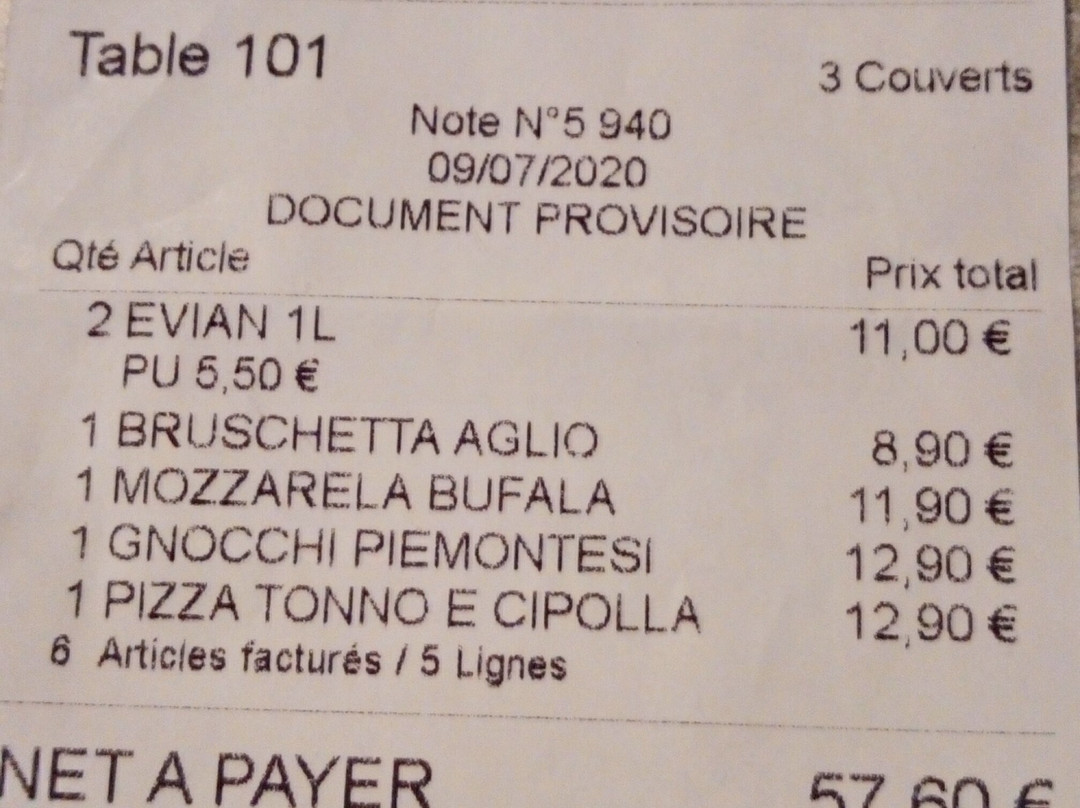 Table 101
3 Couverts
Note N°5 940
09/07/2020
DOCUMENT PROVISOIRE
Qté Article Prix total
2 EVIAN 1L 11,00 €
PU 5,50 €
1 BRUSCHETTA AGLIO 8,90 €
1 MOZZARELA BUFALA 11,90 €
1 GNOCCHI PIEMONTESI 12,90 €
1 PIZZA TONNO E CIPOLLA 12,90 €
6 Articles facturés / 5 Lignes
NET A PAYER 57,60 €